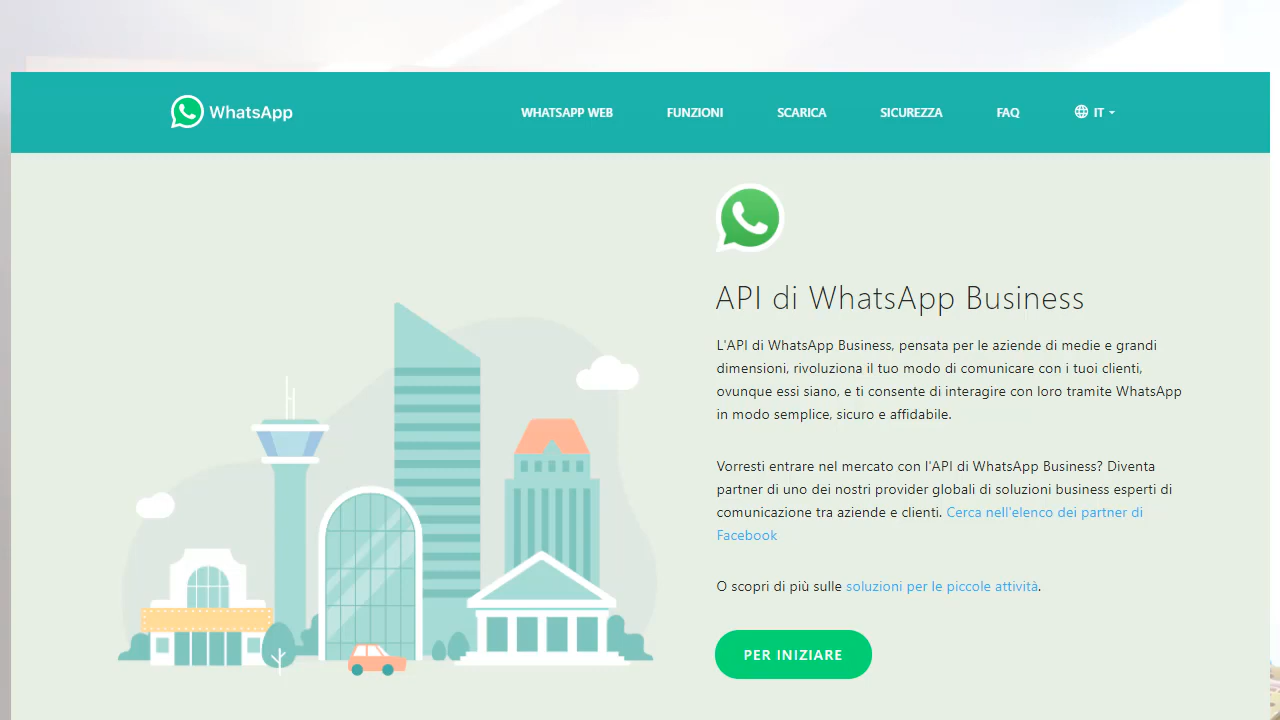 WhatsApp
WHATSAPP WEB
FUNZIONI
SCARICA
SICUREZZA
FAQ
IT
API di WhatsApp Business
L'API di WhatsApp Business, pensata per le aziende di medie e grandi
dimensioni, rivoluziona il tuo modo di comunicare con i tuoi clienti,
ovunque essi siano, e ti consente di interagire con loro tramite WhatsApp
in modo semplice, sicuro e affidabile.
Vorresti entrare nel mercato con l'API di WhatsApp Business? Diventa
partner di uno dei nostri provider globali di soluzioni business esperti di
comunicazione tra aziende e clienti. Cerca nell'elenco dei partner di
Facebook
O scopri di più sulle soluzioni per le piccole attività.
PER INIZIARE